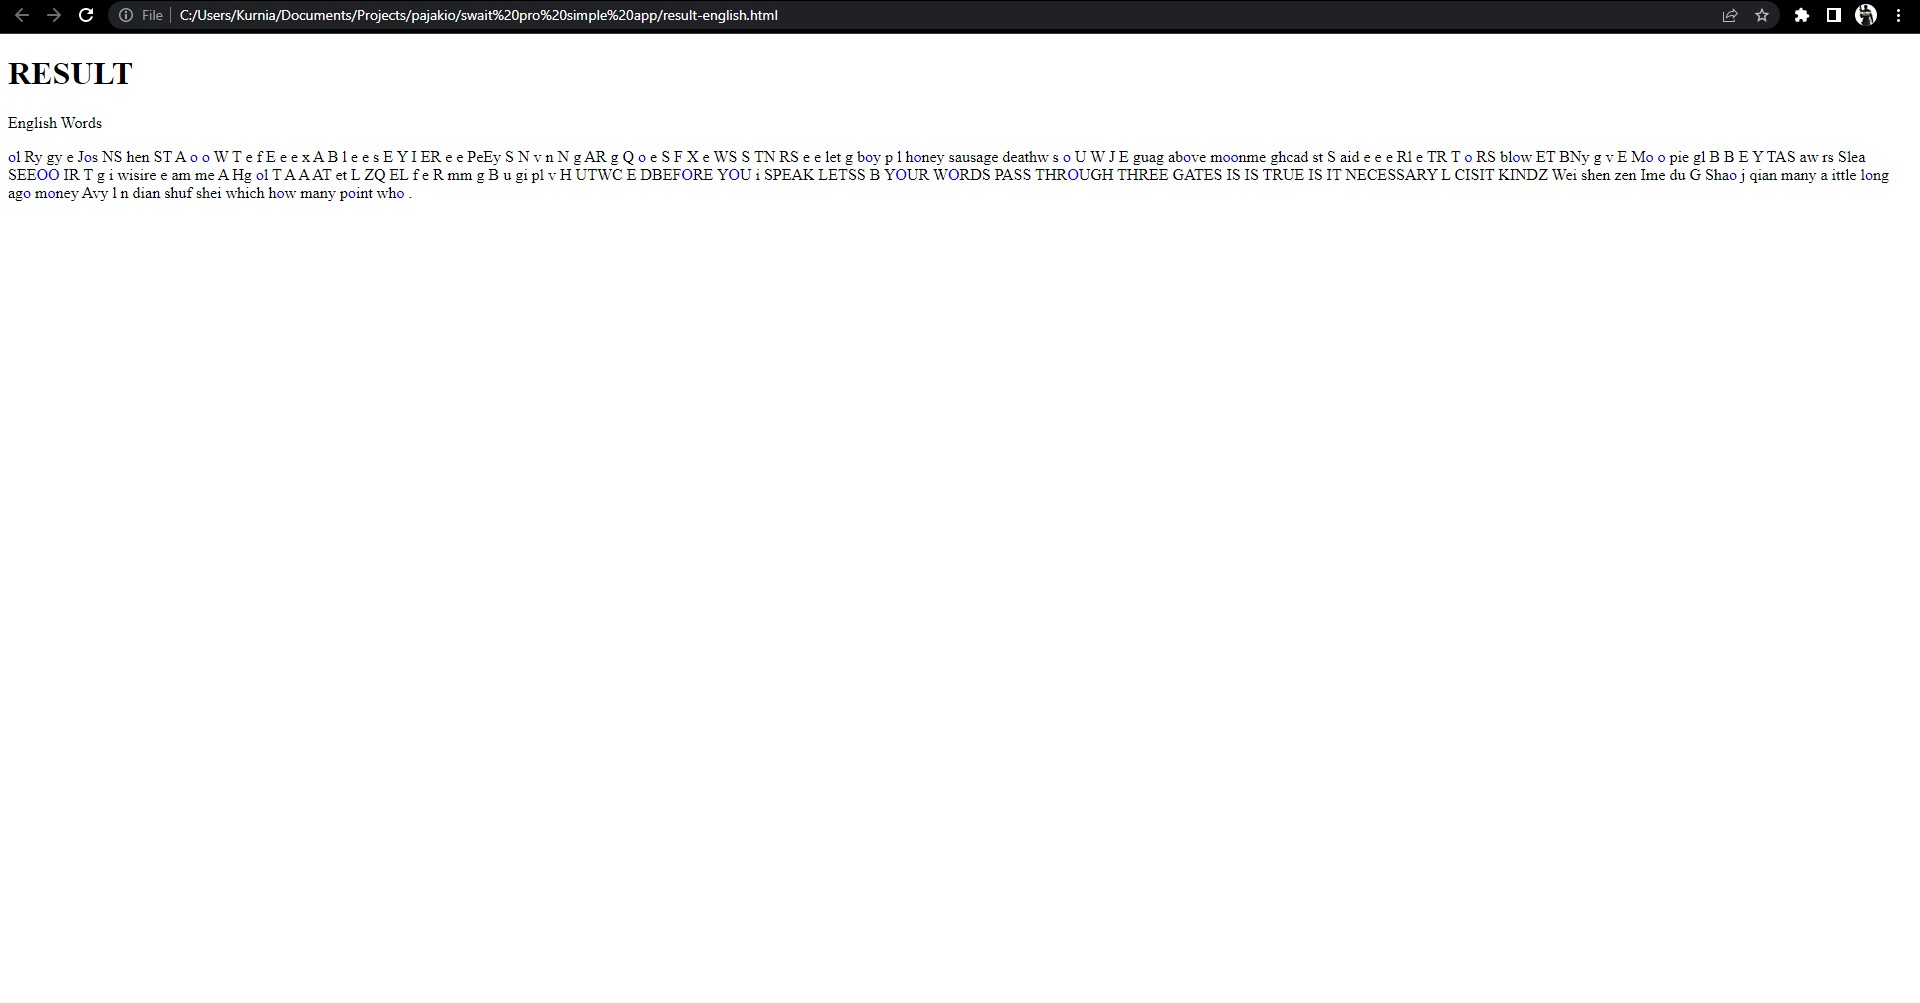 File
C:/Users/Kurnia/Documents/Projects/pajakio/swait%20pro%20simple%20app/result-english.html
RESULT
English Words
ol Ry gy e Jos NS hen ST A o o W T e f E e e x A B l e e s E Y I ER e e PeEy S N v n N g AR g Q o e S F X e WS S TN RS e e let g boy p l honey sausage deathw s o U W J E guag above moonme ghcad st S aid e e e Rl e TR T o RS blow ET BNy g v E Mo o pie gl B B E Y TAS aw rs Slea
SEEOO IR T g i wisire e am me A Hg ol T A A AT et L ZQ EL f e R mm g B u gi pl v H UTWC E DBEFORE YOU i SPEAK LETSS B YOUR WORDS PASS THROUGH THREE GATES IS IS TRUE IS IT NECESSARY L CISIT KINDZ Wei shen zen Ime du G Shao j qian many a ittle long
ago money Avy l n dian shuf shei which how many point who .